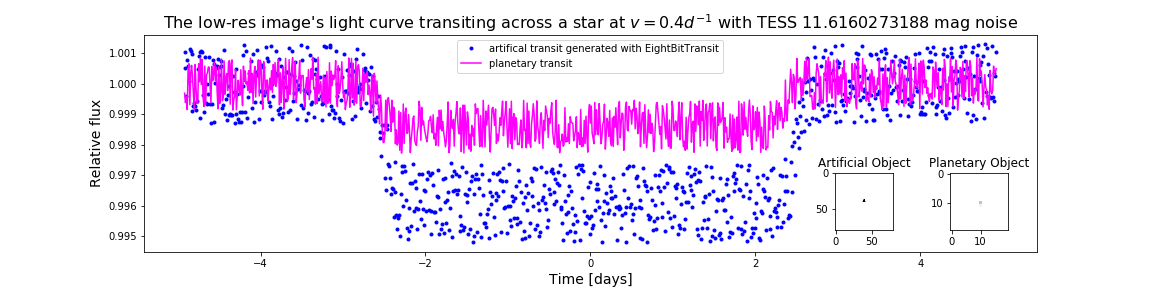 The low-res image's light curve transiting across a star at v = 0.4d⁻¹ with TESS 11.6160273188 mag noise
artifical transit generated with EightBitTransit
planetary transit
Relative flux
1.001
1.000
0.999
0.998
0.997
0.996
0.995
Artificial Object
0
50
0 50
Planetary Object
0
10
0 10
−4 −2 0 2 4
Time [days]